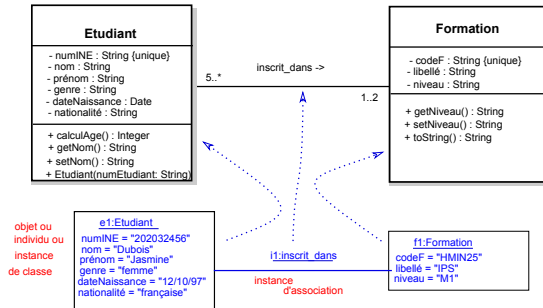 Etudiant
- numINE : String {unique}
- nom : String
- prénom : String
- genre : String
- dateNaissance : Date
- nationalité : String
+ calculAge() : Integer
+ getNom() : String
+ setNom() : String
+ Etudiant(numEtudiant: String)
5..*
inscrit_dans ->
1..2
Formation
- codeF : String {unique}
- libellé : String
- niveau : String
+ getNiveau() : String
+ setNiveau() : String
+ toString() : String
objet ou
individu ou
instance
de classe
e1:Etudiant
numINE = "202032456"
nom = "Dubois"
prénom = "Jasmine"
genre = "femme"
dateNaissance = "12/10/97"
nationalité = "française"
i1:inscrit_dans
instance
d'association
f1:Formation
codeF = "HMIN25"
libellé = "IPS"
niveau = "M1"